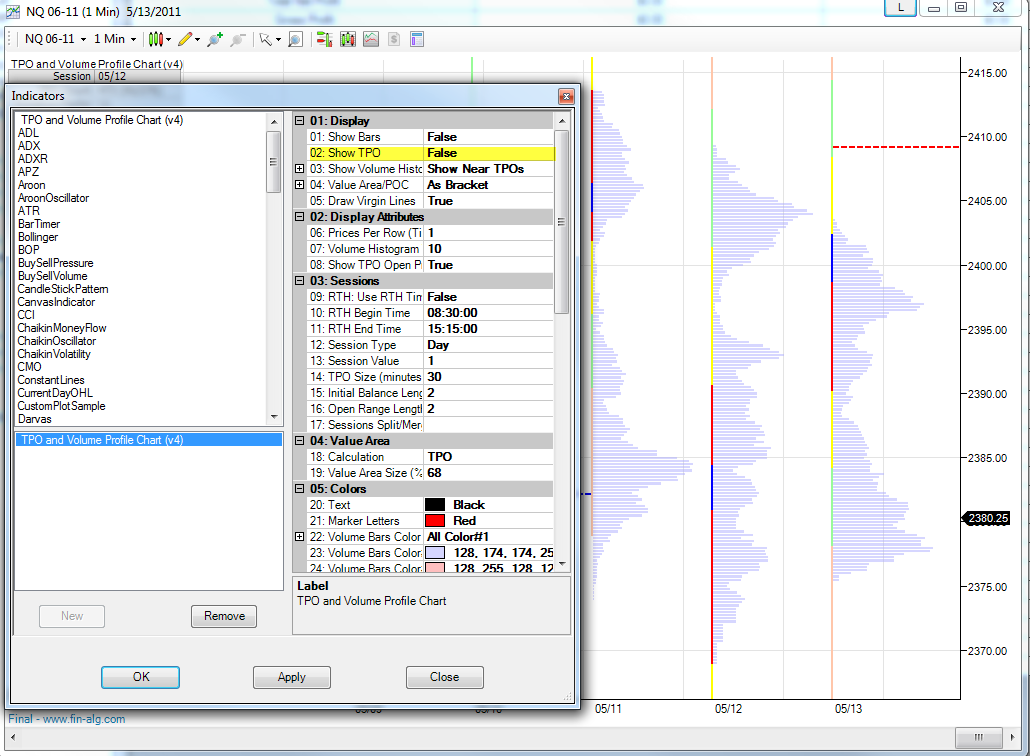 NQ 06-11 (1 Min)  5/13/2011
L
NQ 06-11
1 Min
$
TPO and Volume Profile Chart (v4)
Session 05/12
Indicators
TPO and Volume Profile Chart (v4)
ADL
ADX
ADXR
APZ
Aroon
AroonOscillator
ATR
BarTimer
Bollinger
BOP
BuySellPressure
BuySellVolume
CandleStickPattern
CanvasIndicator
CCI
ChaikinMoneyFlow
ChaikinOscillator
ChaikinVolatility
CMO
ConstantLines
CurrentDayOHL
CustomPlotSample
Darvas
TPO and Volume Profile Chart (v4)
New
Remove
01: Display
01: Show Bars False
02: Show TPO False
03: Show Volume Histo Show Near TPOs
04: Value Area/POC As Bracket
05: Draw Virgin Lines True
02: Display Attributes
06: Prices Per Row (Ti 1
07: Volume Histogram 10
08: Show TPO Open P True
03: Sessions
09: RTH: Use RTH Tim False
10: RTH Begin Time 08:30:00
11: RTH End Time 15:15:00
12: Session Type Day
13: Session Value 1
14: TPO Size (minutes 30
15: Initial Balance Leng 2
16: Open Range Lengt 2
17: Sessions Split/Mer
04: Value Area
18: Calculation TPO
19: Value Area Size (% 68
05: Colors
20: Text Black
21: Marker Letters Red
22: Volume Bars Color All Color#1
23: Volume Bars Color 128, 174, 174, 25
24: Volume Bars Color 128, 255, 128, 12
Label
TPO and Volume Profile Chart
OK
Apply
Close
2415.00
2410.00
2405.00
2400.00
2395.00
2390.00
2385.00
2380.25
2375.00
2370.00
05/09
05/10
05/11
05/12
05/13
Final - www.fin-alg.com